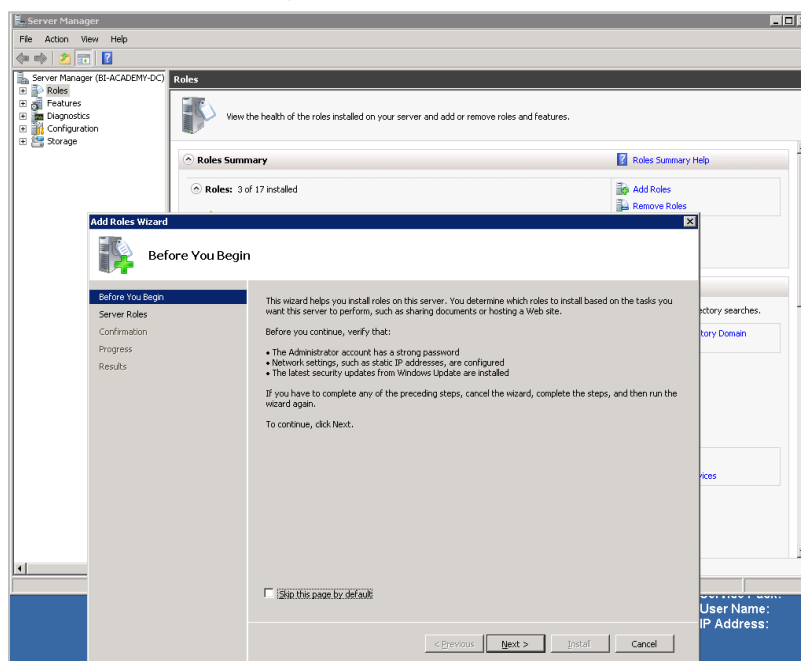 Server Manager
File Action View Help
Server Manager (BI-ACADEMY-DC)
Roles
Features
Diagnostics
Configuration
Storage
Roles
View the health of the roles installed on your server and add or remove roles and features.
Roles Summary
Roles Summary Help
Roles: 3 of 17 installed
Add Roles
Remove Roles
Add Roles Wizard
Before You Begin
Before You Begin
Server Roles
Confirmation
Progress
Results
This wizard helps you install roles on this server. You determine which roles to install based on the tasks you
want this server to perform, such as sharing documents or hosting a Web site.
Before you continue, verify that:
• The Administrator account has a strong password
• Network settings, such as static IP addresses, are configured
• The latest security updates from Windows Update are installed
If you have to complete any of the preceding steps, cancel the wizard, complete the steps, and then run the
wizard again.
To continue, click Next.
Skip this page by default
< Previous Next > Install Cancel
ectory searches.
tory Domain
vices
User Name:
IP Address: